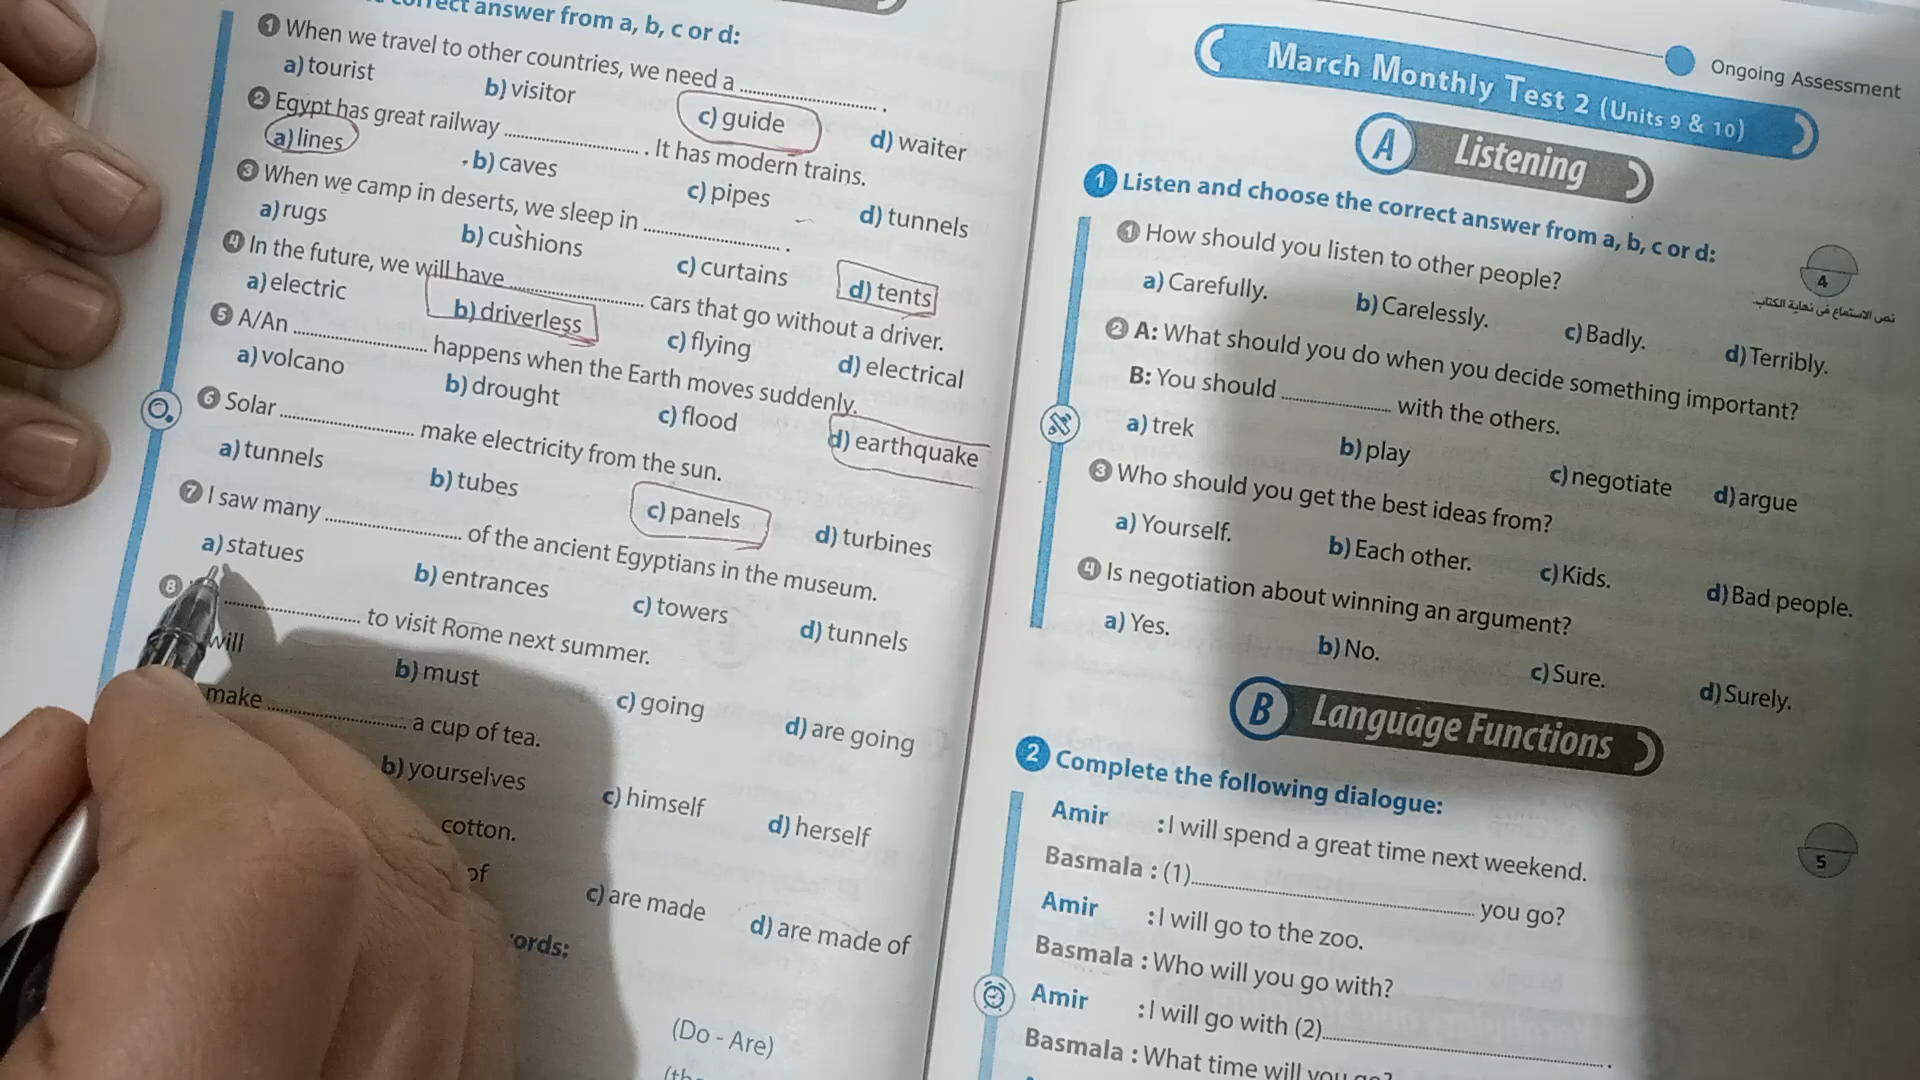 correct answer from a, b, c or d:
1 When we travel to other countries, we need a ........................ .
a) tourist b) visitor c) guide d) waiter
2 Egypt has great railway ........................ . It has modern trains.
a) lines b) caves c) pipes d) tunnels
3 When we camp in deserts, we sleep in ........................ .
a) rugs b) cushions c) curtains d) tents
4 In the future, we will have ........................ cars that go without a driver.
a) electric b) driverless c) flying d) electrical
5 A/An ........................ happens when the Earth moves suddenly.
a) volcano b) drought c) flood d) earthquake
6 Solar ........................ make electricity from the sun.
a) tunnels b) tubes c) panels d) turbines
7 I saw many ........................ of the ancient Egyptians in the museum.
a) statues b) entrances c) towers d) tunnels
8 ........................ to visit Rome next summer.
will b) must c) going d) are going
make ........................ a cup of tea.
b) yourselves c) himself d) herself
cotton.
of c) are made d) are made of
(Do - Are)
Ongoing Assessment
March Monthly Test 2 (Units 9 & 10)
A Listening
1 Listen and choose the correct answer from a, b, c or d:
4
نص الاستماع في نهاية الكتاب.
1 How should you listen to other people?
a) Carefully. b) Carelessly. c) Badly. d) Terribly.
2 A: What should you do when you decide something important?
B: You should ........................ with the others.
a) trek b) play c) negotiate d) argue
3 Who should you get the best ideas from?
a) Yourself. b) Each other. c) Kids. d) Bad people.
4 Is negotiation about winning an argument?
a) Yes. b) No. c) Sure. d) Surely.
B Language Functions
2 Complete the following dialogue:
5
Amir : I will spend a great time next weekend.
Basmala : (1)........................ you go?
Amir : I will go to the zoo.
Basmala : Who will you go with?
Amir : I will go with (2)........................ .
Basmala : What time will you go?